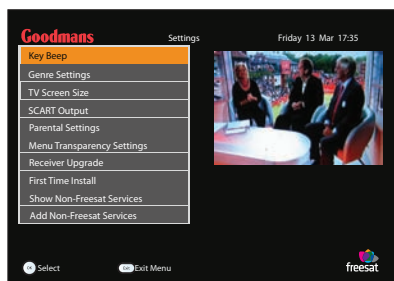 Goodmans Settings Friday 13 Mar 17:35
Key Beep
Genre Settings
TV Screen Size
SCART Output
Parental Settings
Menu Transparency Settings
Receiver Upgrade
First Time Install
Show Non-Freesat Services
Add Non-Freesat Services
OK Select Exit Exit Menu freesat